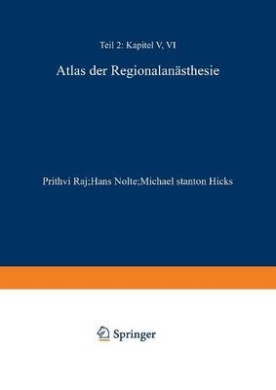 Teil 2: Kapitel V, VI
Atlas der Regionalanästhesie
Prithvi Raj;Hans Nolte;Michael stanton Hicks
Springer